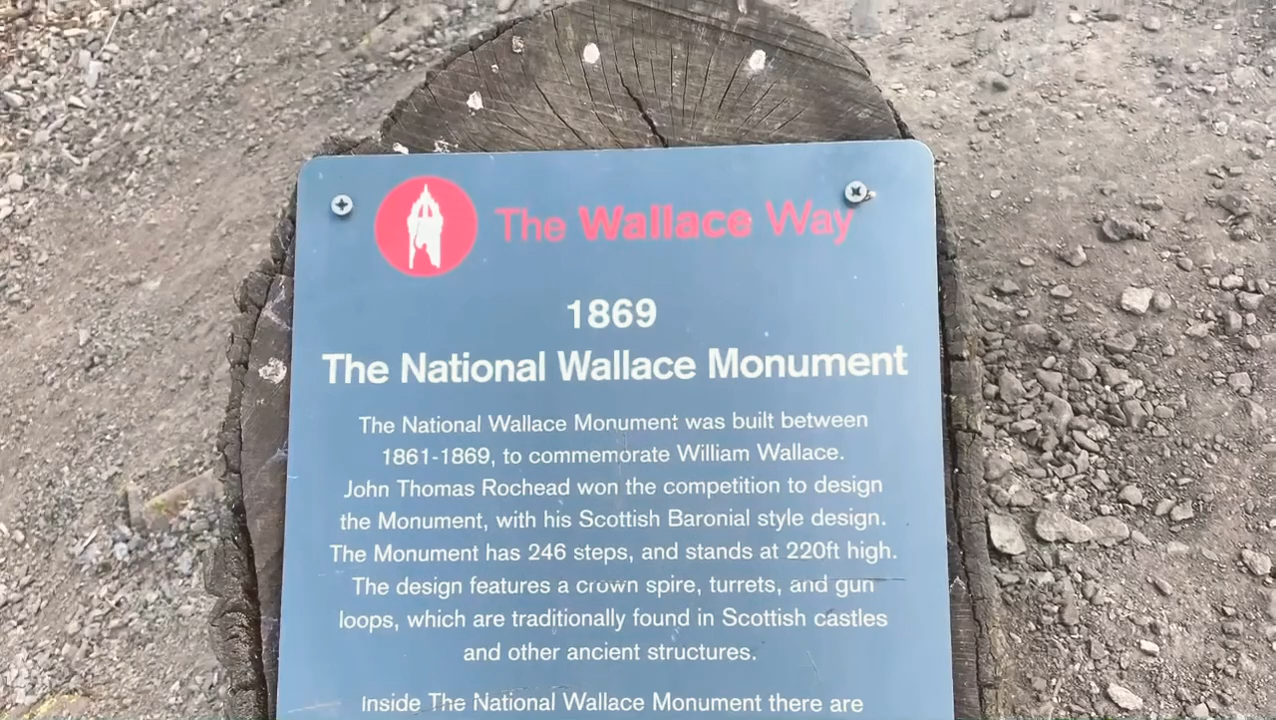 The Wallace Way
1869
The National Wallace Monument
The National Wallace Monument was built between
1861-1869, to commemorate William Wallace.
John Thomas Rochead won the competition to design
the Monument, with his Scottish Baronial style design.
The Monument has 246 steps, and stands at 220ft high.
The design features a crown spire, turrets, and gun
loops, which are traditionally found in Scottish castles
and other ancient structures.
Inside The National Wallace Monument there are